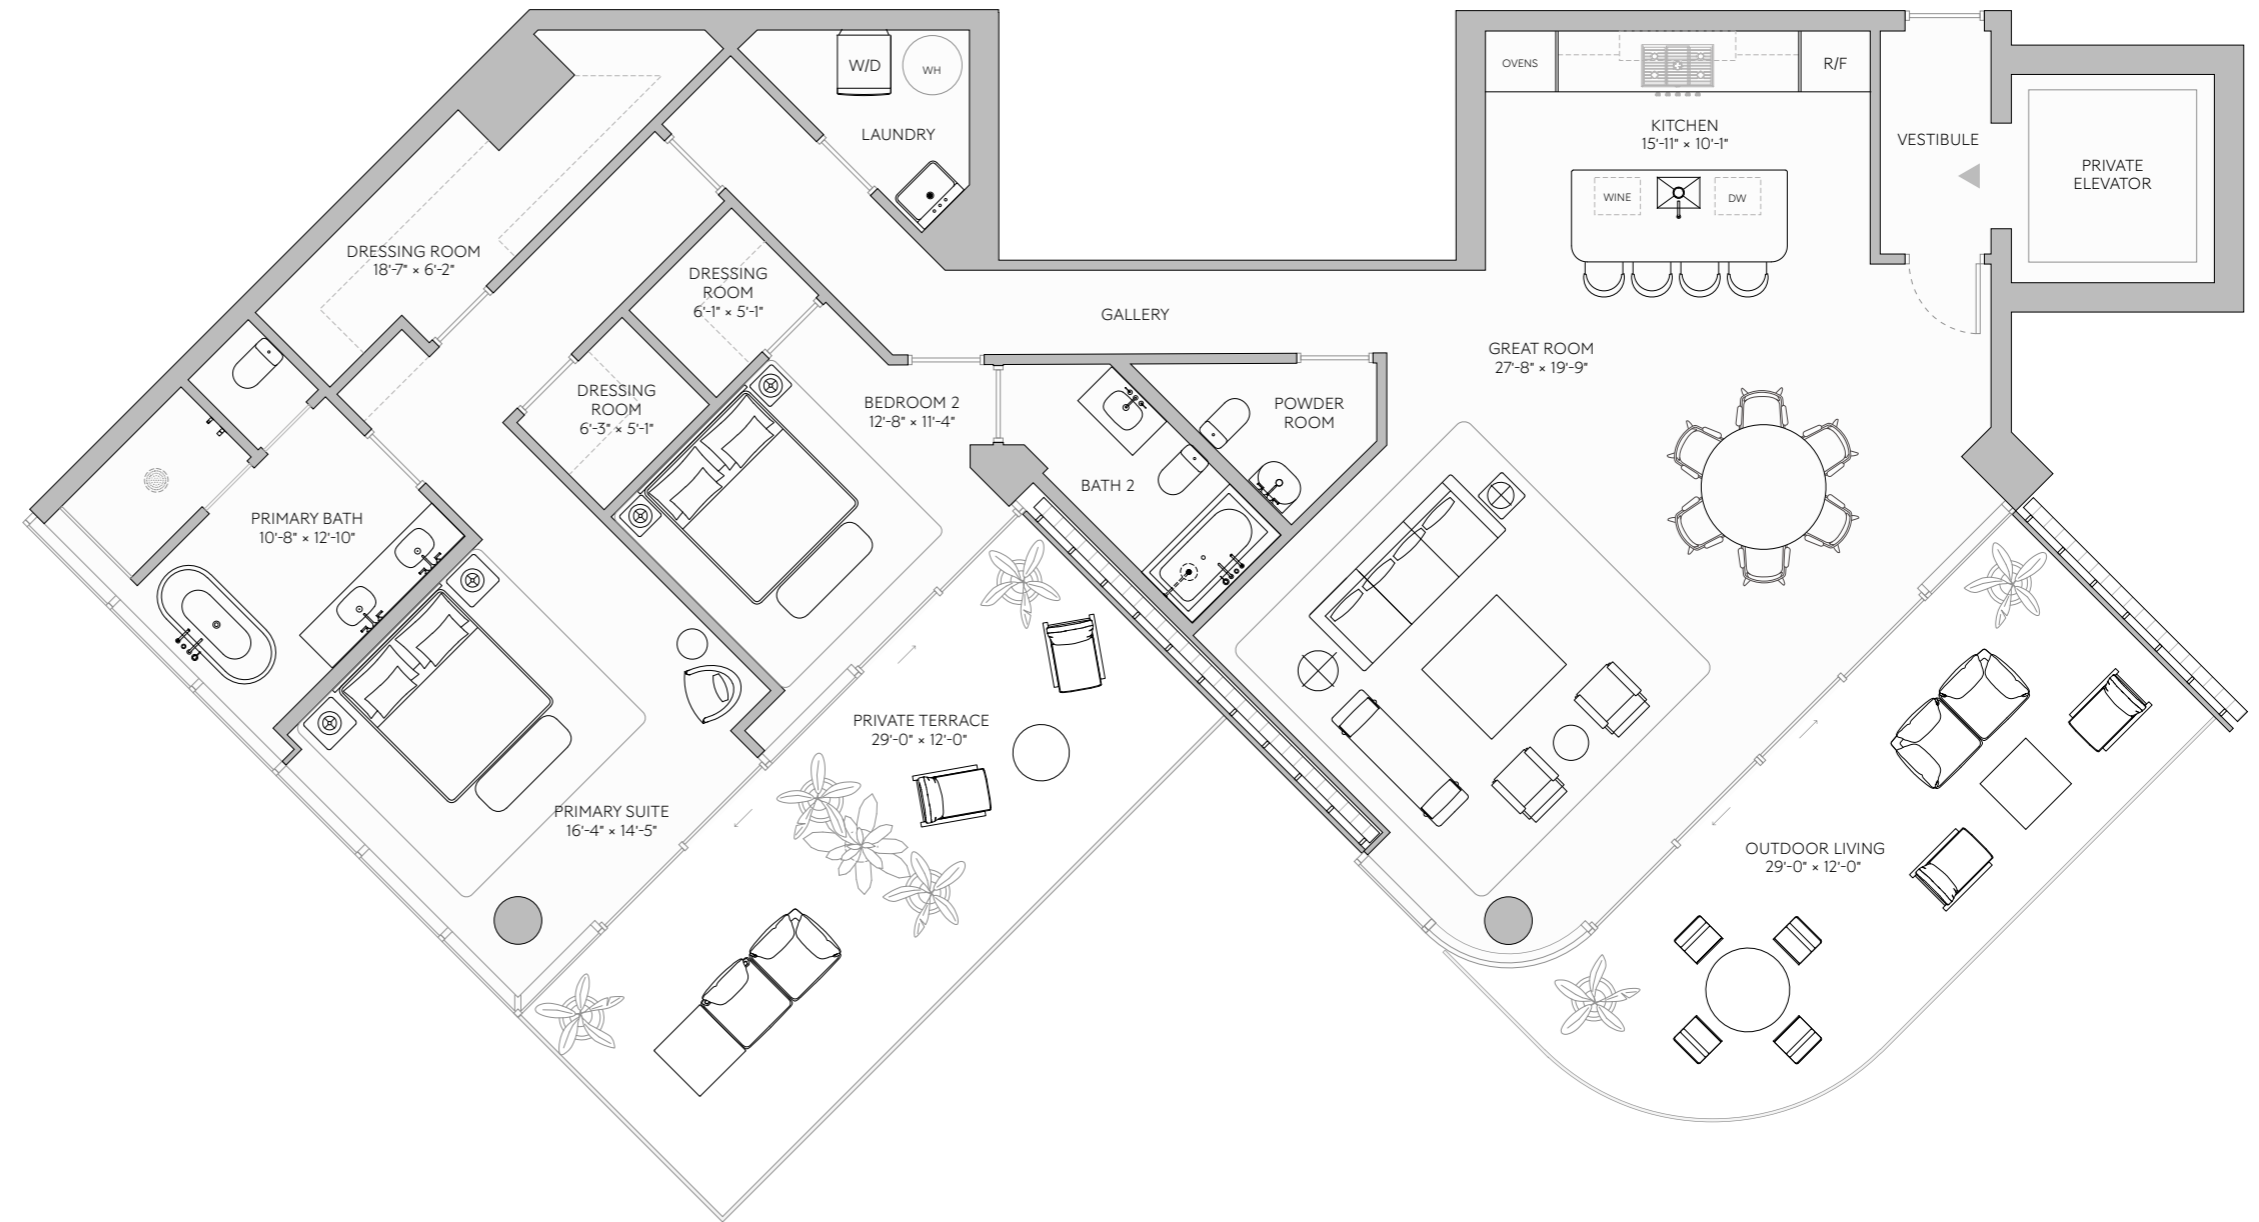 W/D
WH
LAUNDRY
OVENS
R/F
KITCHEN
15'-11" × 10'-1"
VESTIBULE
PRIVATE
ELEVATOR
WINE
DW
DRESSING ROOM
18'-7" × 6'-2"
DRESSING
ROOM
6'-1" × 5'-1"
GALLERY
GREAT ROOM
27'-8" × 19'-9"
DRESSING
ROOM
6'-3" × 5'-1"
BEDROOM 2
12'-8" × 11'-4"
POWDER
ROOM
BATH 2
PRIMARY BATH
10'-8" × 12'-10"
PRIVATE TERRACE
29'-0" × 12'-0"
PRIMARY SUITE
16'-4" × 14'-5"
OUTDOOR LIVING
29'-0" × 12'-0"